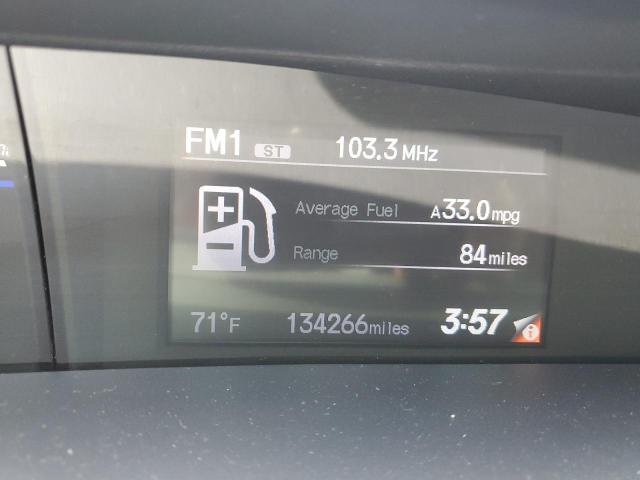 FM1 ST 103.3 MHz
Average Fuel A33.0mpg
Range 84miles
71°F 134266miles 3:57 i